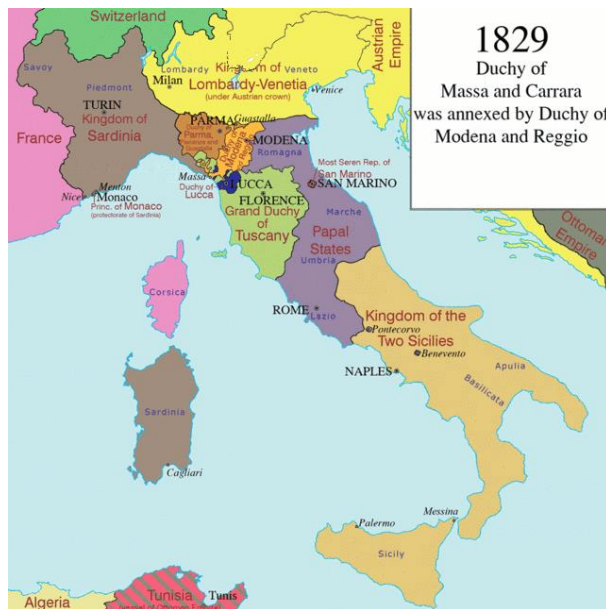 Switzerland
Austrian
Empire
1829
Duchy of
Massa and Carrara
was annexed by Duchy of
Modena and Reggio
Savoy
Lombardy
Kingdom of
Veneto
Piedmont
Milan
Lombardy-Venetia
(under Austrian crown)
Venice
TURIN
Kingdom of
Sardinia
France
PARMA
Guastalla
Duchy of
Parma,
MODENA
Romagna
Massa
Duchy of
Lucca
LUCCA
Most Seren Rep. of
San Marino
SAN MARINO
Nice
Menton
Monaco
Princ. of Monaco
(protectorate of Sardinia)
FLORENCE
Grand Duchy
of
Tuscany
Marche
Papal
States
Umbria
Ottoman
Empire
Corsica
ROME
Lazio
Kingdom of the
Two Sicilies
Pontecorvo
Benevento
NAPLES
Apulia
Basilicata
Sardinia
Cagliari
Messina
Palermo
Sicily
Tunisia
Tunis
Algeria